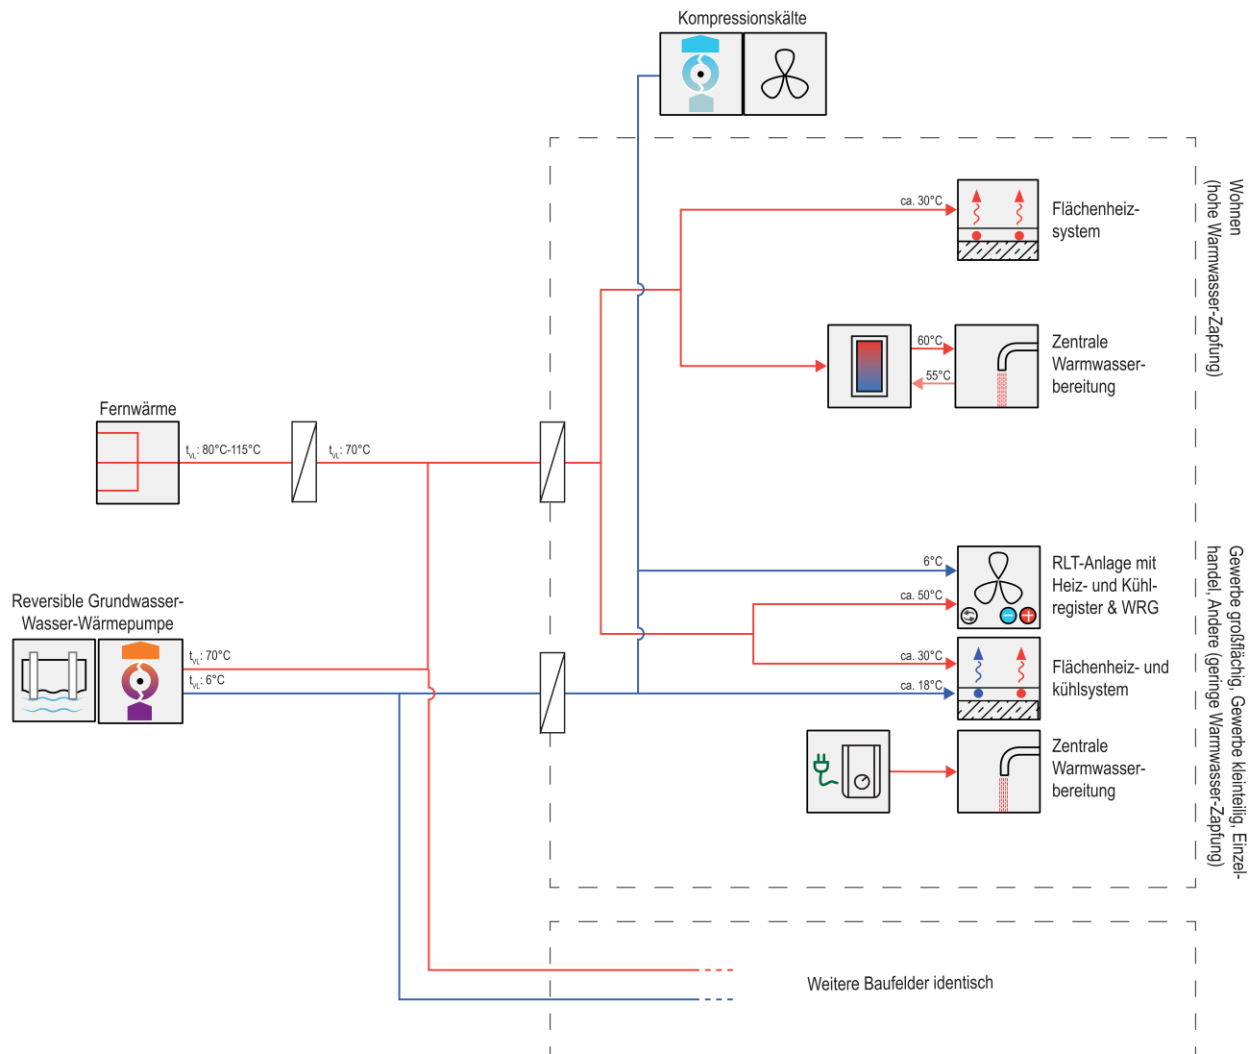 Kompressionskälte
ca. 30°C
Flächenheiz-
system
60°C
55°C
Zentrale
Warmwasser-
bereitung
Wohnen
(hohe Warmwasser-Zapfung)
Fernwärme
tVL: 80°C-115°C
tVL: 70°C
6°C
ca. 50°C
RLT-Anlage mit
Heiz- und Kühl-
register & WRG
Reversible Grundwasser-
Wasser-Wärmepumpe
tVL: 70°C
tVL: 6°C
ca. 30°C
ca. 18°C
Flächenheiz- und
kühlsystem
Zentrale
Warmwasser-
bereitung
Gewerbe großflächig, Gewerbe kleinteilig, Einzel-
handel, Andere (geringe Warmwasser-Zapfung)
Weitere Baufelder identisch